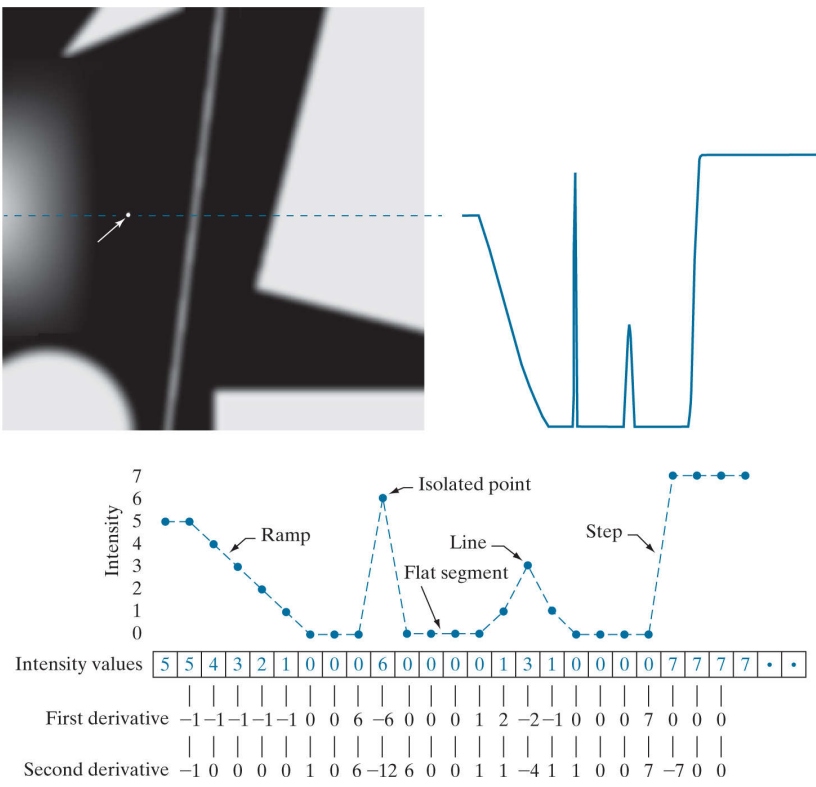 7
6
5
4
3
2
1
0
Intensity
Isolated point
Ramp
Line
Step
Flat segment
Intensity values 5 5 4 3 2 1 0 0 0 6 0 0 0 0 1 3 1 0 0 0 0 7 7 7 7 • •
First derivative −1 −1 −1 −1 −1 0 0 6 −6 0 0 0 1 2 −2 −1 0 0 0 7 0 0 0
Second derivative −1 0 0 0 0 1 0 6 −12 6 0 0 1 1 −4 1 1 0 0 7 −7 0 0